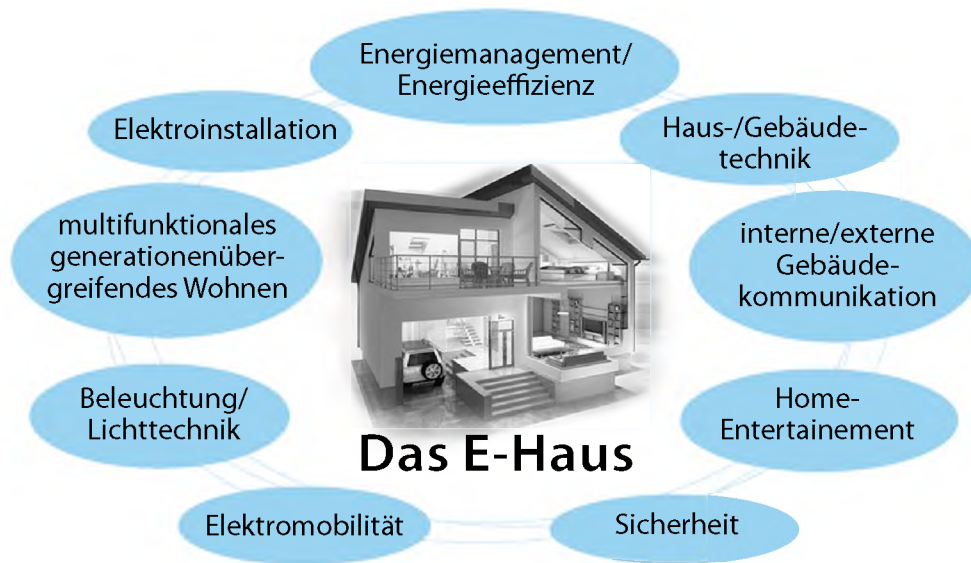 Energiemanagement/
Energieeffizienz
Elektroinstallation
Haus-/Gebäude-
technik
multifunktionales
generationenüber-
greifendes Wohnen
interne/externe
Gebäude-
kommunikation
Beleuchtung/
Lichttechnik
Home-
Entertainement
Das E-Haus
Elektromobilität
Sicherheit